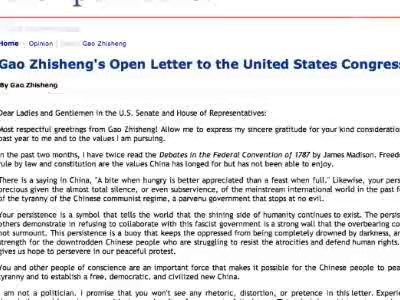 Home Opinion Gao Zhisheng
Gao Zhisheng's Open Letter to the United States Congress
By Gao Zhisheng
Dear Ladies and Gentlemen in the U.S. Senate and House of Representatives:
Most respectful greetings from Gao Zhisheng! Allow me to express my sincere gratitude for your kind consideration
past year to me and to the values I am pursuing.
In the past two months, I have twice read the Debates in the Federal Convention of 1787 by James Madison. Freedo
rule by law and constitution are the values China has longed for but has not been able to enjoy.
There is a saying in China, "A bite when hungry is better appreciated than a feast when full." Likewise, your pers
precious given the almost total silence, or even subservience, of the mainstream international world in the past f
of the tyranny of the Chinese communist regime, a parvenu government that stops at evil.
Your persistence is a symbol that tells the world that the shining side of humanity continues to exist. The persis
others demonstrate in refusing to collaborate with this fascist government is a strong wall that the overbearing co
not surmount. This persistence is a buoy that keeps the oppressed from being completely drowned by darkness, a
strength for the downtrodden Chinese people who are struggling to resist the atrocities and defend human rights.
gives us hope to persevere in our peaceful protest.
You and other people of conscience are an important force that makes it possible for the Chinese people to pea
tyranny and to establish a free, democratic, and civilized new China.
I am not a politician. I promise that you won't see any rhetoric, distortion, or pretense in this letter. Experie